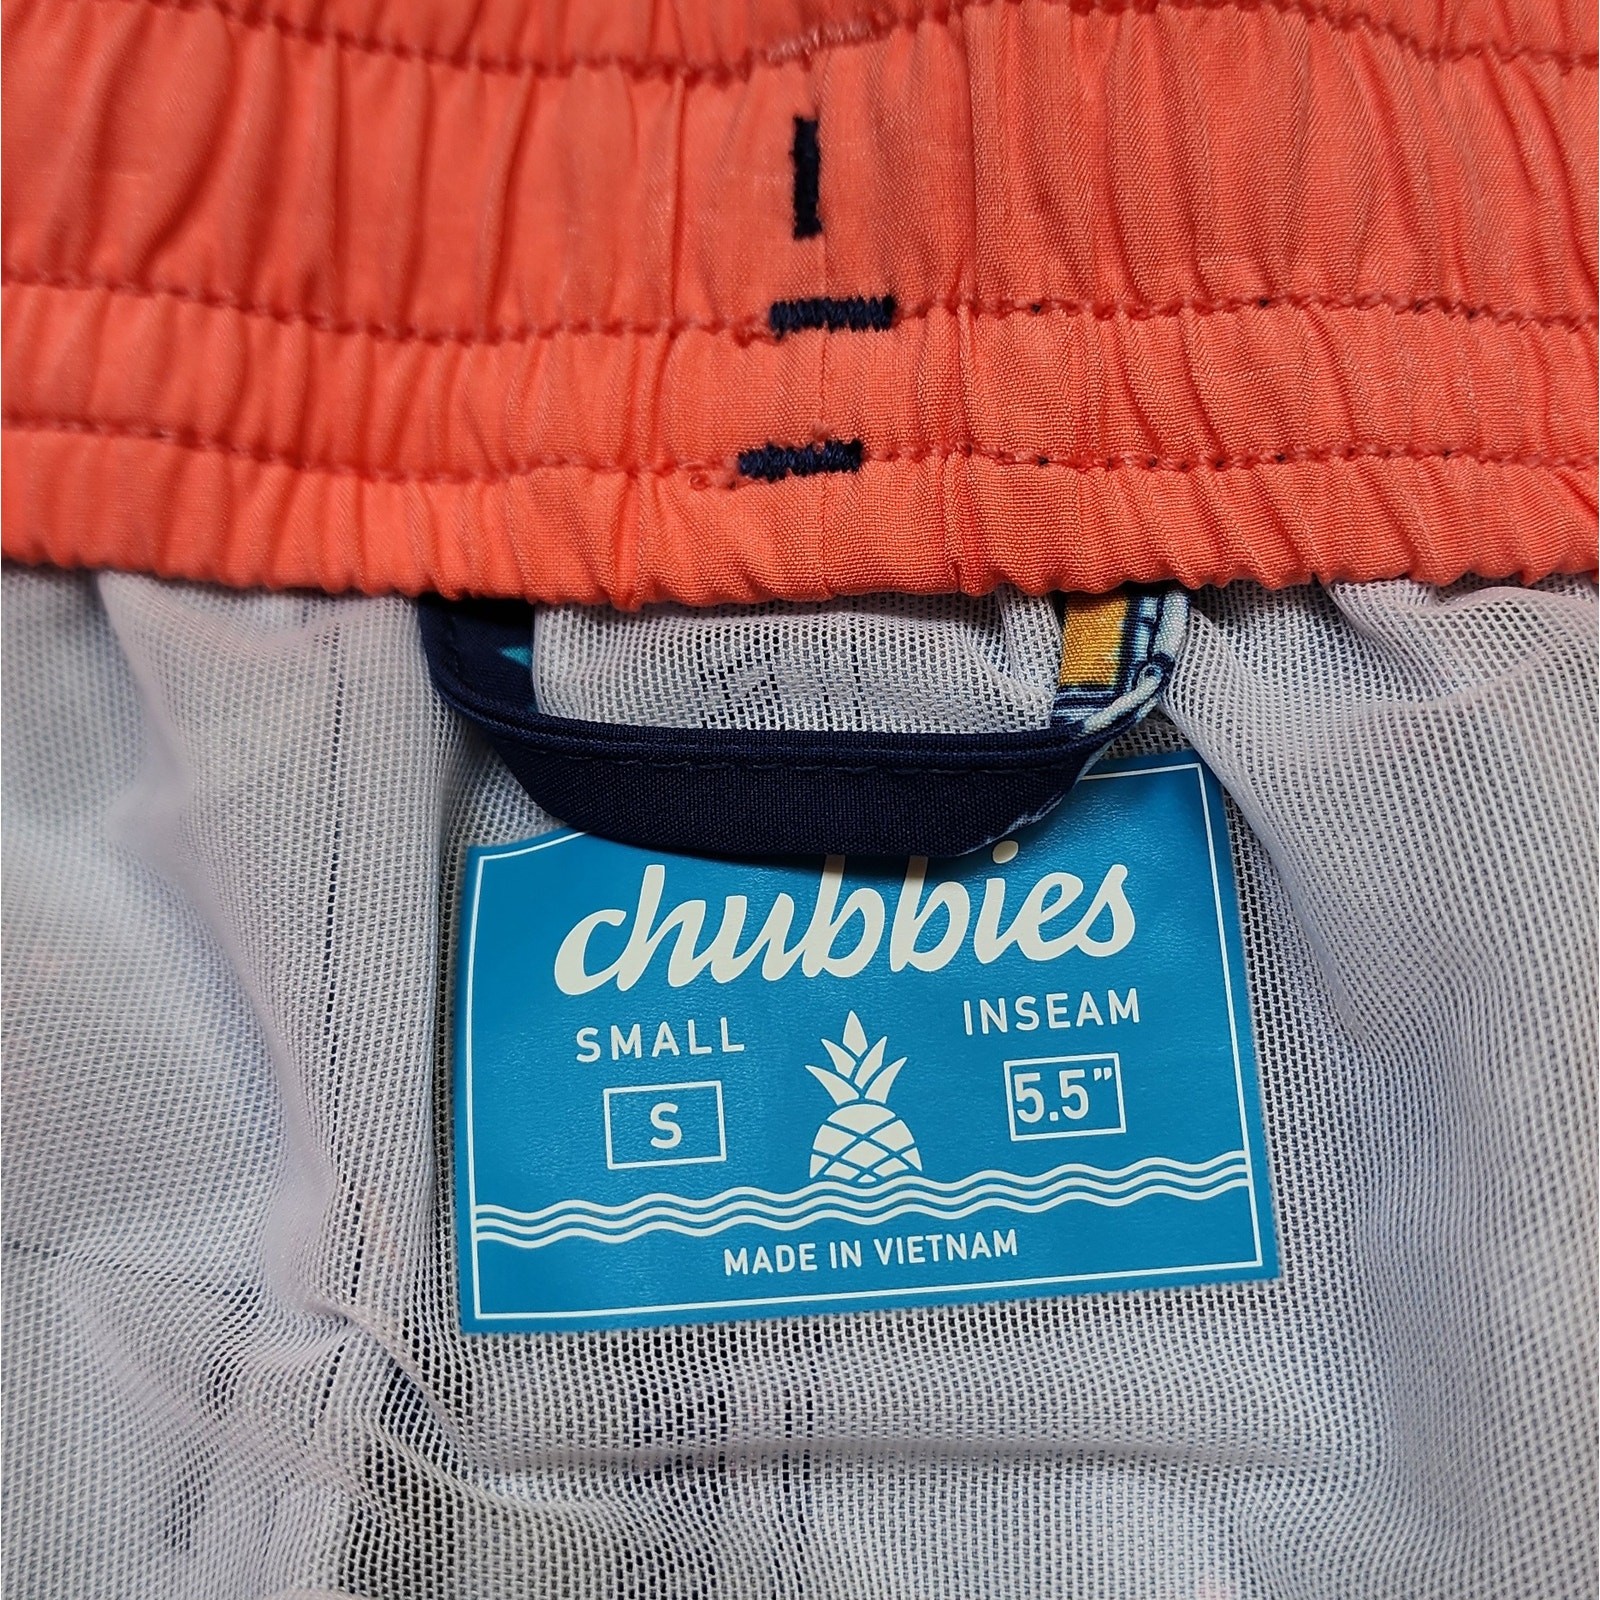 chubbies
SMALL
S
INSEAM
5.5"
MADE IN VIETNAM